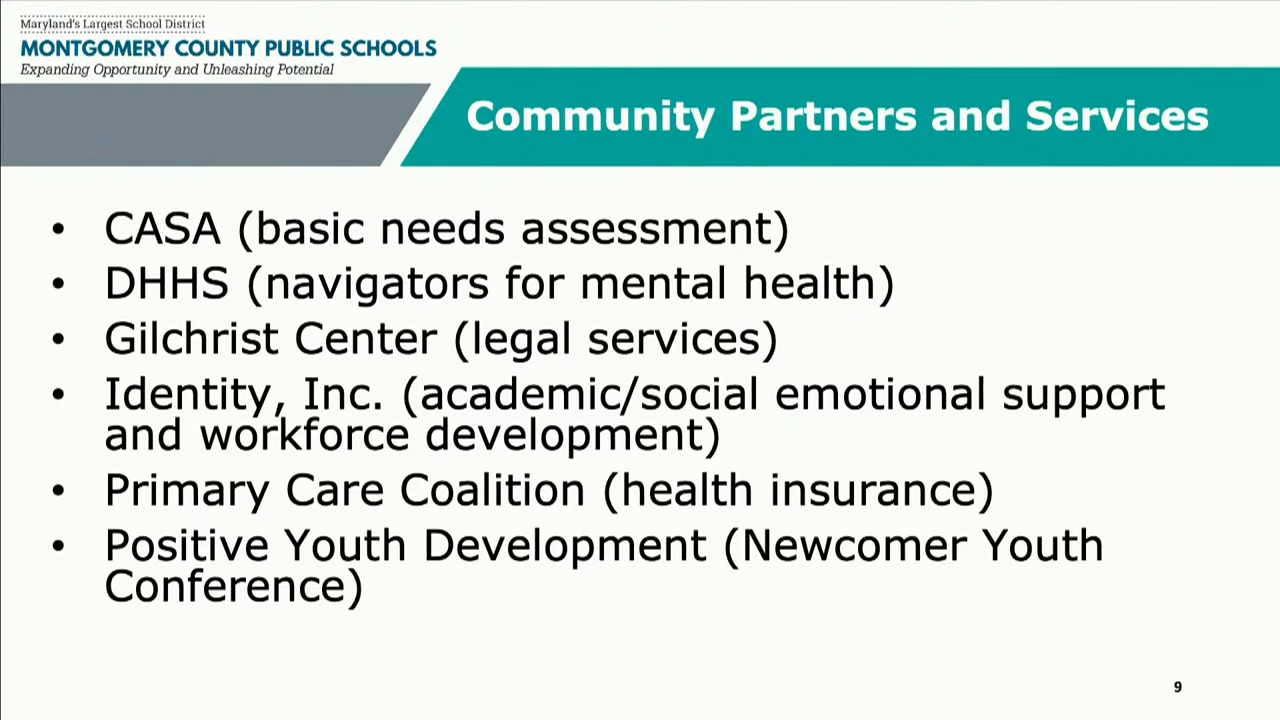 Maryland's Largest School District
MONTGOMERY COUNTY PUBLIC SCHOOLS
Expanding Opportunity and Unleashing Potential
Community Partners and Services
• CASA (basic needs assessment)
• DHHS (navigators for mental health)
• Gilchrist Center (legal services)
• Identity, Inc. (academic/social emotional support
and workforce development)
• Primary Care Coalition (health insurance)
• Positive Youth Development (Newcomer Youth
Conference)
9